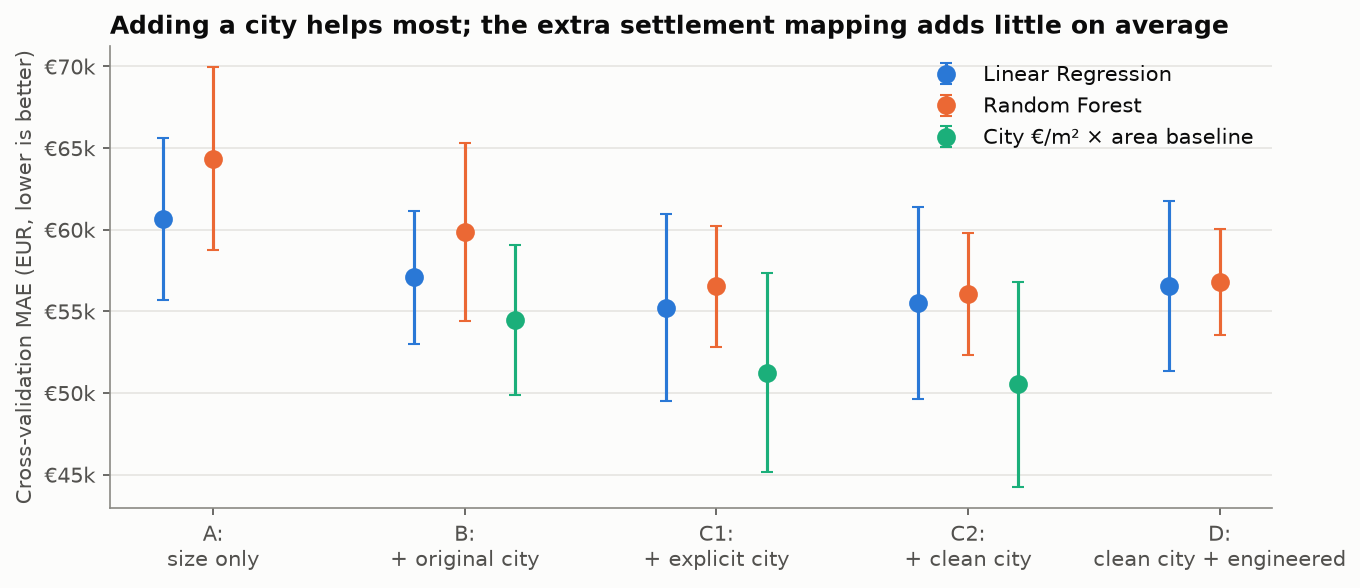 Adding a city helps most; the extra settlement mapping adds little on average
Cross-validation MAE (EUR, lower is better)
€70k
€65k
€60k
€55k
€50k
€45k
Linear Regression
Random Forest
City €/m² × area baseline
A:
size only
B:
+ original city
C1:
+ explicit city
C2:
+ clean city
D:
clean city + engineered